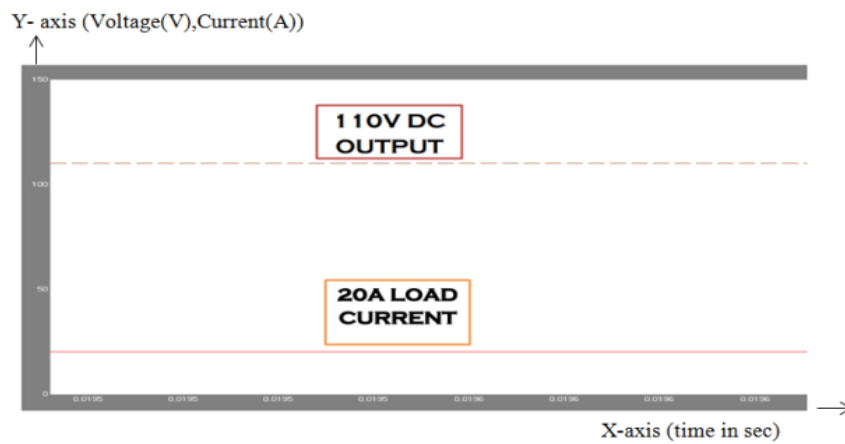 Y- axis (Voltage(V),Current(A))
150
110V DC
OUTPUT
100
50
20A LOAD
CURRENT
0
0.0195 0.0195 0.0195 0.0195 0.0196 0.0196 0.0196 0.0196
X-axis (time in sec)